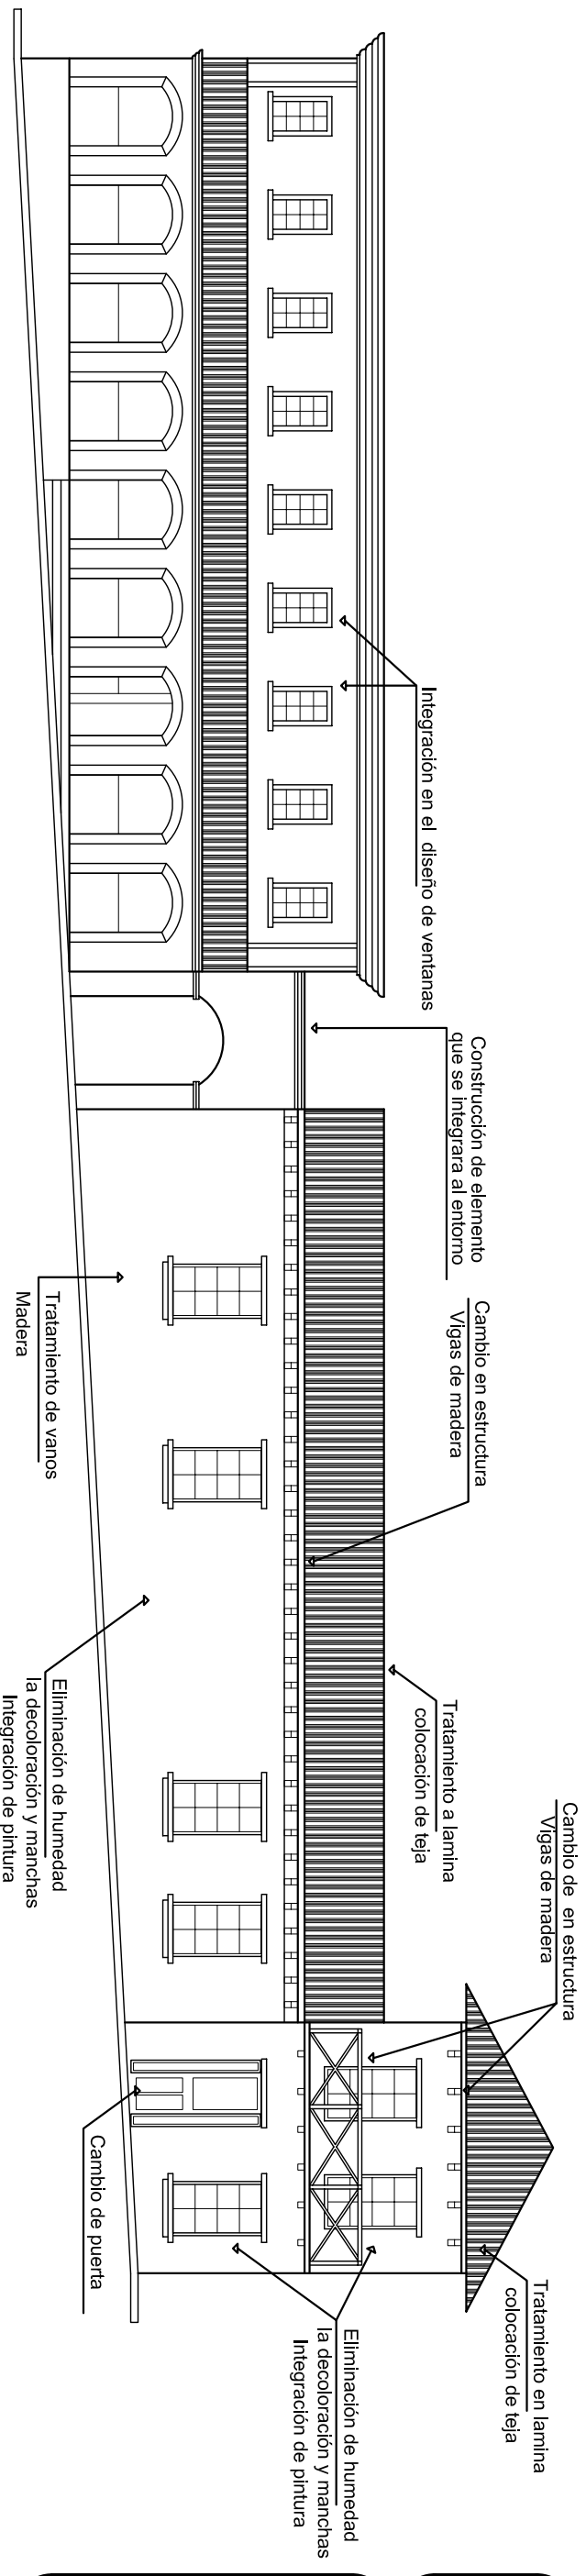 Integración en el diseño de ventanas
Construcción de elemento
que se integrara al entorno
Cambio en estructura
Vigas de madera
Tratamiento de vanos
Madera
Tratamiento a lamina
colocación de teja
Eliminación de humedad
la decoloración y manchas
Integración de pintura
Cambio de en estructura
Vigas de madera
Cambio de puerta
Tratamiento en lamina
colocación de teja
Eliminación de humedad
la decoloración y manchas
Integración de pintura